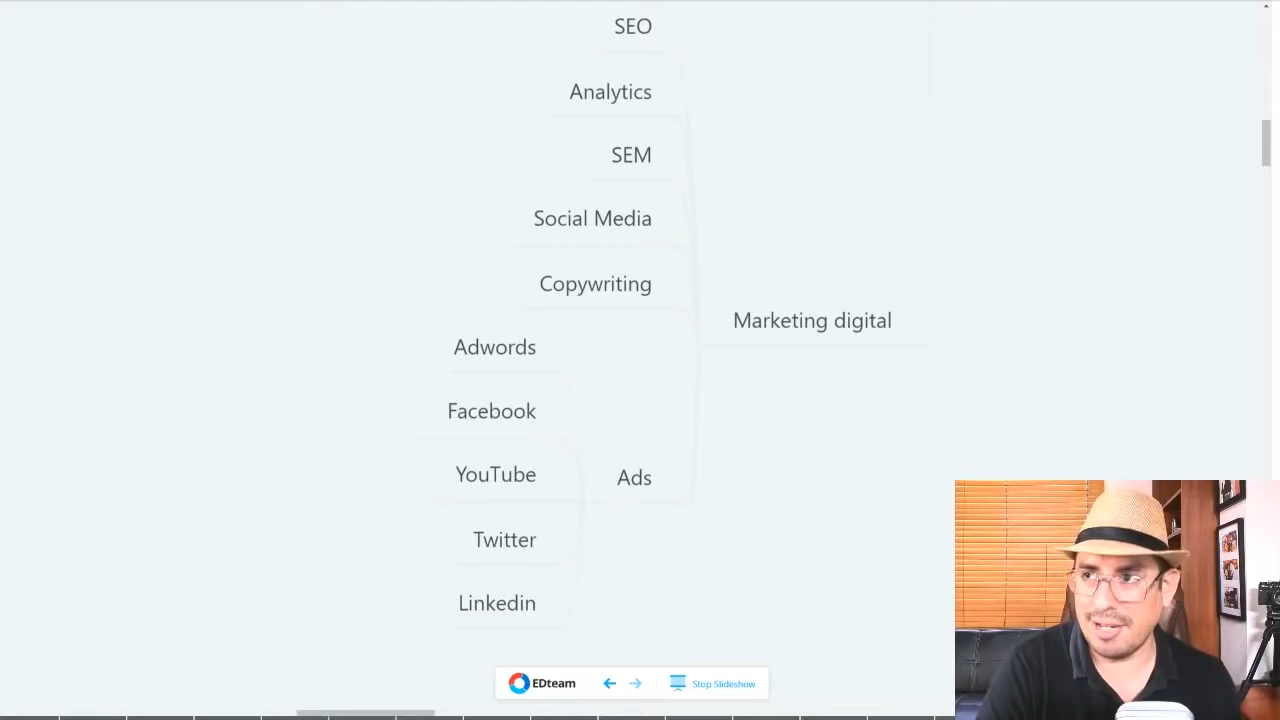 SEO
Analytics
SEM
Social Media
Copywriting
Marketing digital
Adwords
Facebook
YouTube
Ads
Twitter
Linkedin
EDteam
Stop Slideshow